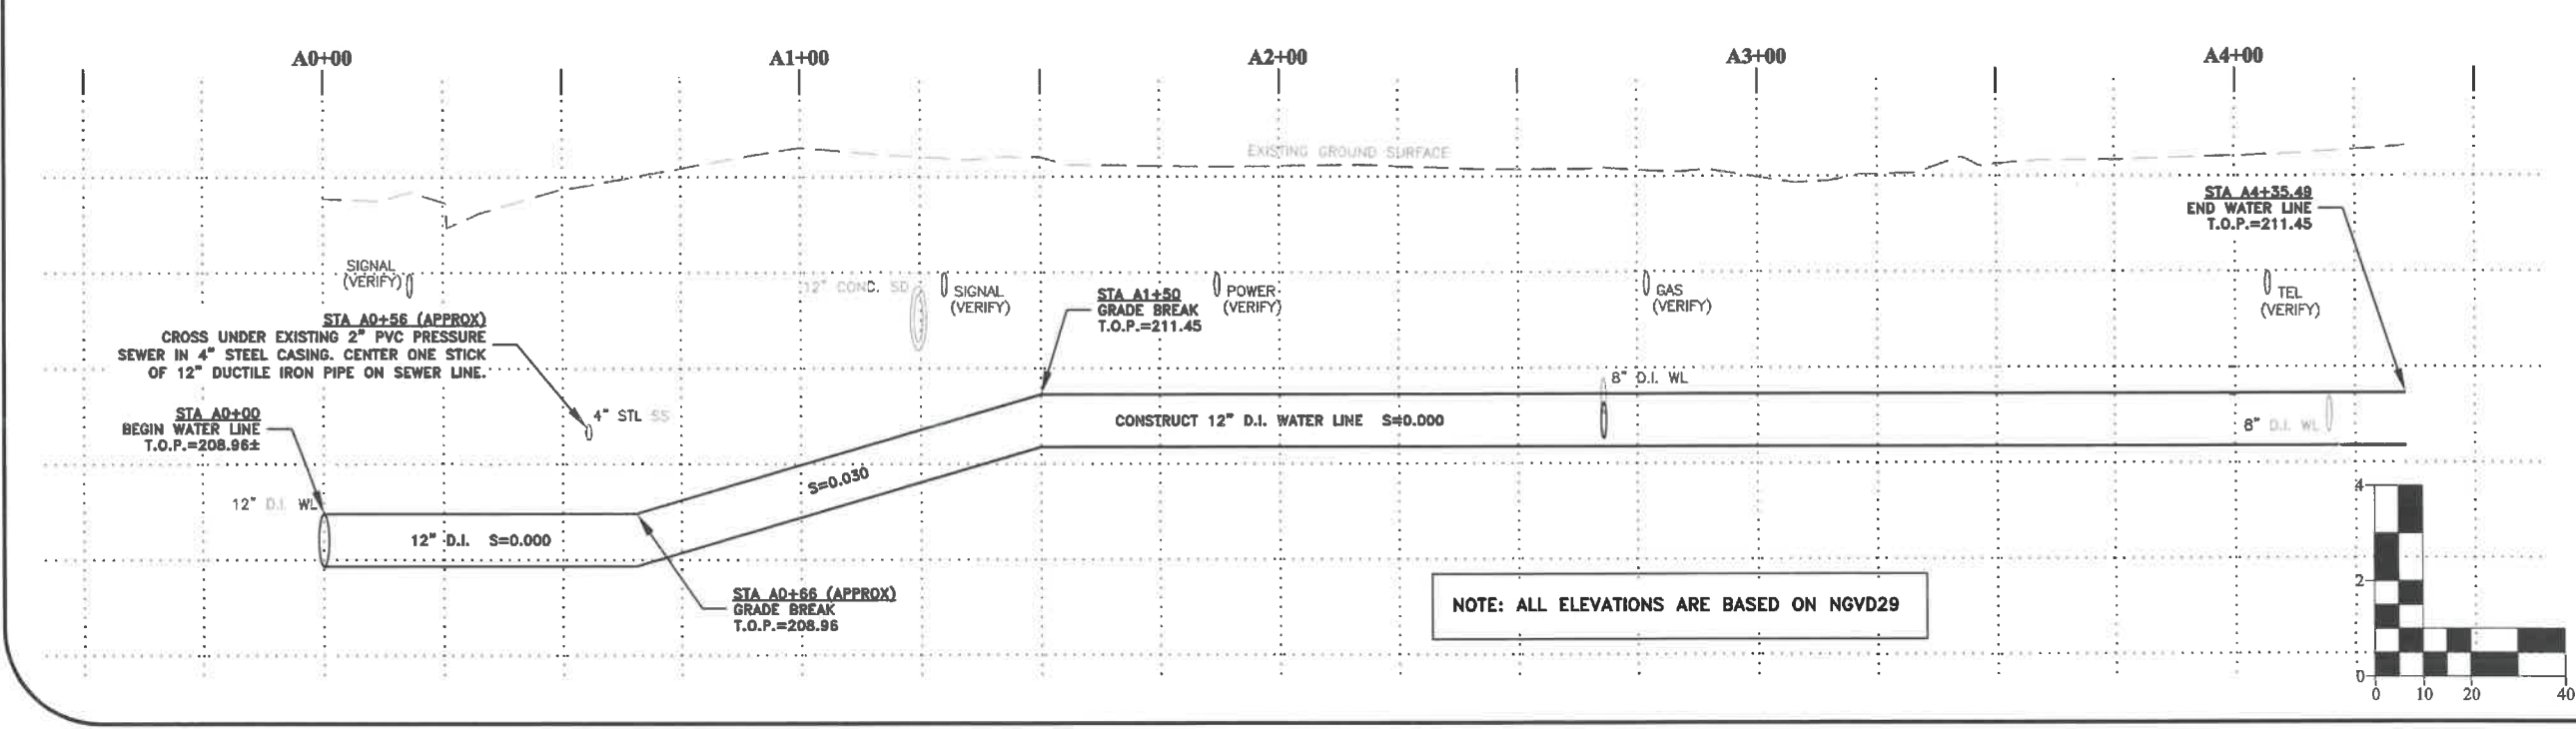 A0+00
A1+00
A2+00
A3+00
A4+00
EXISTING GROUND SURFACE
STA A4+35.49
END WATER LINE
T.O.P.=211.45
SIGNAL
(VERIFY)
12" CONC. SD
SIGNAL
(VERIFY)
STA A1+50
GRADE BREAK
T.O.P.=211.45
POWER
(VERIFY)
GAS
(VERIFY)
TEL
(VERIFY)
STA A0+56 (APPROX)
CROSS UNDER EXISTING 2" PVC PRESSURE
SEWER IN 4" STEEL CASING. CENTER ONE STICK
OF 12" DUCTILE IRON PIPE ON SEWER LINE.
4" STL SS
8" D.I. WL
STA A0+00
BEGIN WATER LINE
T.O.P.=208.96±
CONSTRUCT 12" D.I. WATER LINE S=0.000
8" D.I. WL
S=0.030
12" D.I. WL
12" D.I. S=0.000
STA A0+66 (APPROX)
GRADE BREAK
T.O.P.=208.96
NOTE: ALL ELEVATIONS ARE BASED ON NGVD29
4
2
0
0 10 20 40